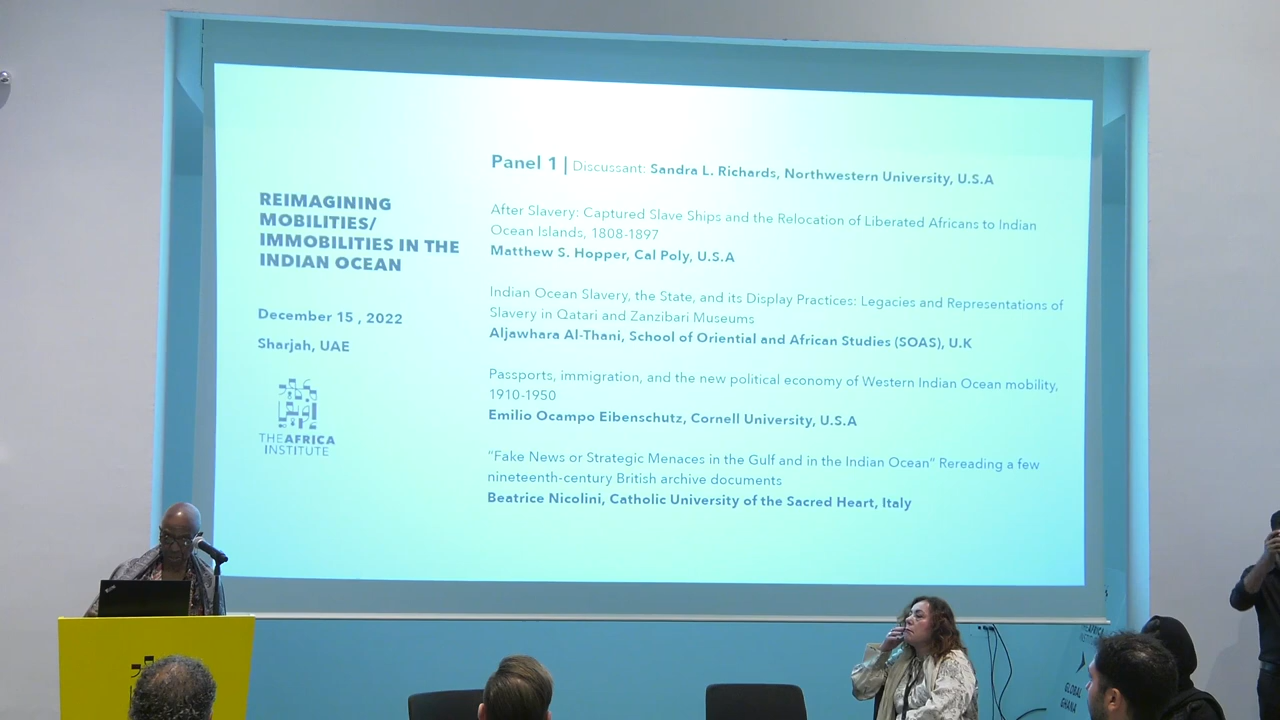 REIMAGINING
MOBILITIES/
IMMOBILITIES IN THE
INDIAN OCEAN
December 15 , 2022
Sharjah, UAE
THEAFRICA
INSTITUTE
Panel 1 | Discussant: Sandra L. Richards, Northwestern University, U.S.A
After Slavery: Captured Slave Ships and the Relocation of Liberated Africans to Indian
Ocean Islands, 1808-1897
Matthew S. Hopper, Cal Poly, U.S.A
Indian Ocean Slavery, the State, and its Display Practices: Legacies and Representations of
Slavery in Qatari and Zanzibari Museums
Aljawhara Al-Thani, School of Oriential and African Studies (SOAS), U.K
Passports, immigration, and the new political economy of Western Indian Ocean mobility,
1910-1950
Emilio Ocampo Eibenschutz, Cornell University, U.S.A
"Fake News or Strategic Menaces in the Gulf and in the Indian Ocean" Rereading a few
nineteenth-century British archive documents
Beatrice Nicolini, Catholic University of the Sacred Heart, Italy
THE AFRICA
GLOBAL
GHANA